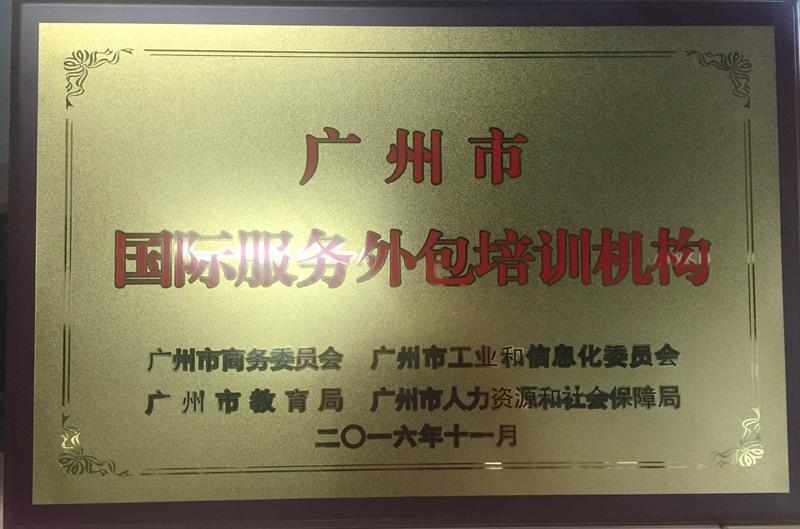 广州市
国际服务外包培训机构
广州市商务委员会 广州市工业和信息化委员会
广州市教育局 广州市人力资源和社会保障局
二〇一六年十一月